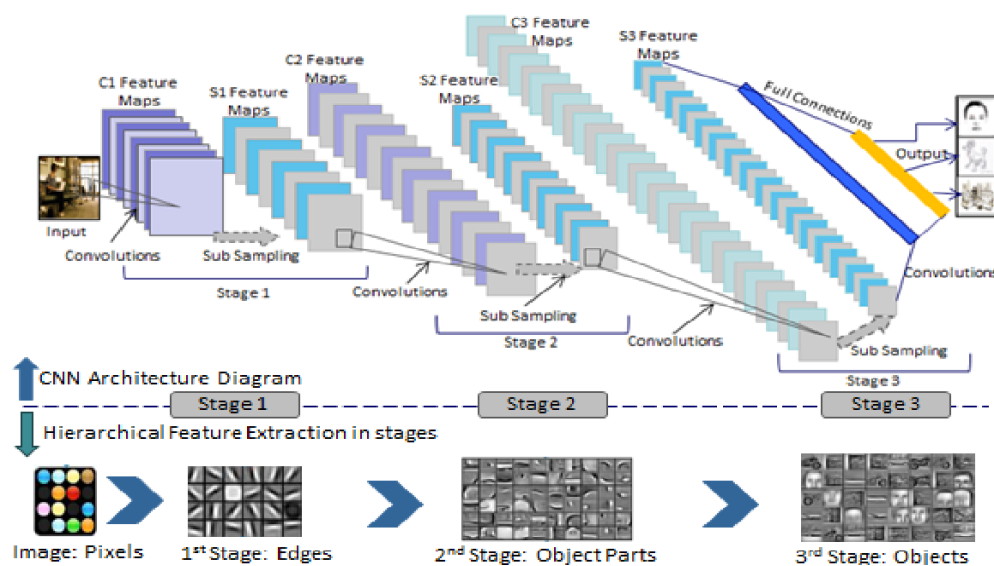 C3 Feature
Maps
S3 Feature
Maps
C2 Feature
Maps
C1 Feature
Maps
S1 Feature
Maps
S2 Feature
Maps
Full Connections
Output
Input
Convolutions
Sub Sampling
Stage 1
Convolutions
Sub Sampling
Stage 2
Convolutions
Convolutions
Sub Sampling
Stage 3
CNN Architecture Diagram
Stage 1
Stage 2
Stage 3
Hierarchical Feature Extraction in stages
Image: Pixels
1st Stage: Edges
2nd Stage: Object Parts
3rd Stage: Objects